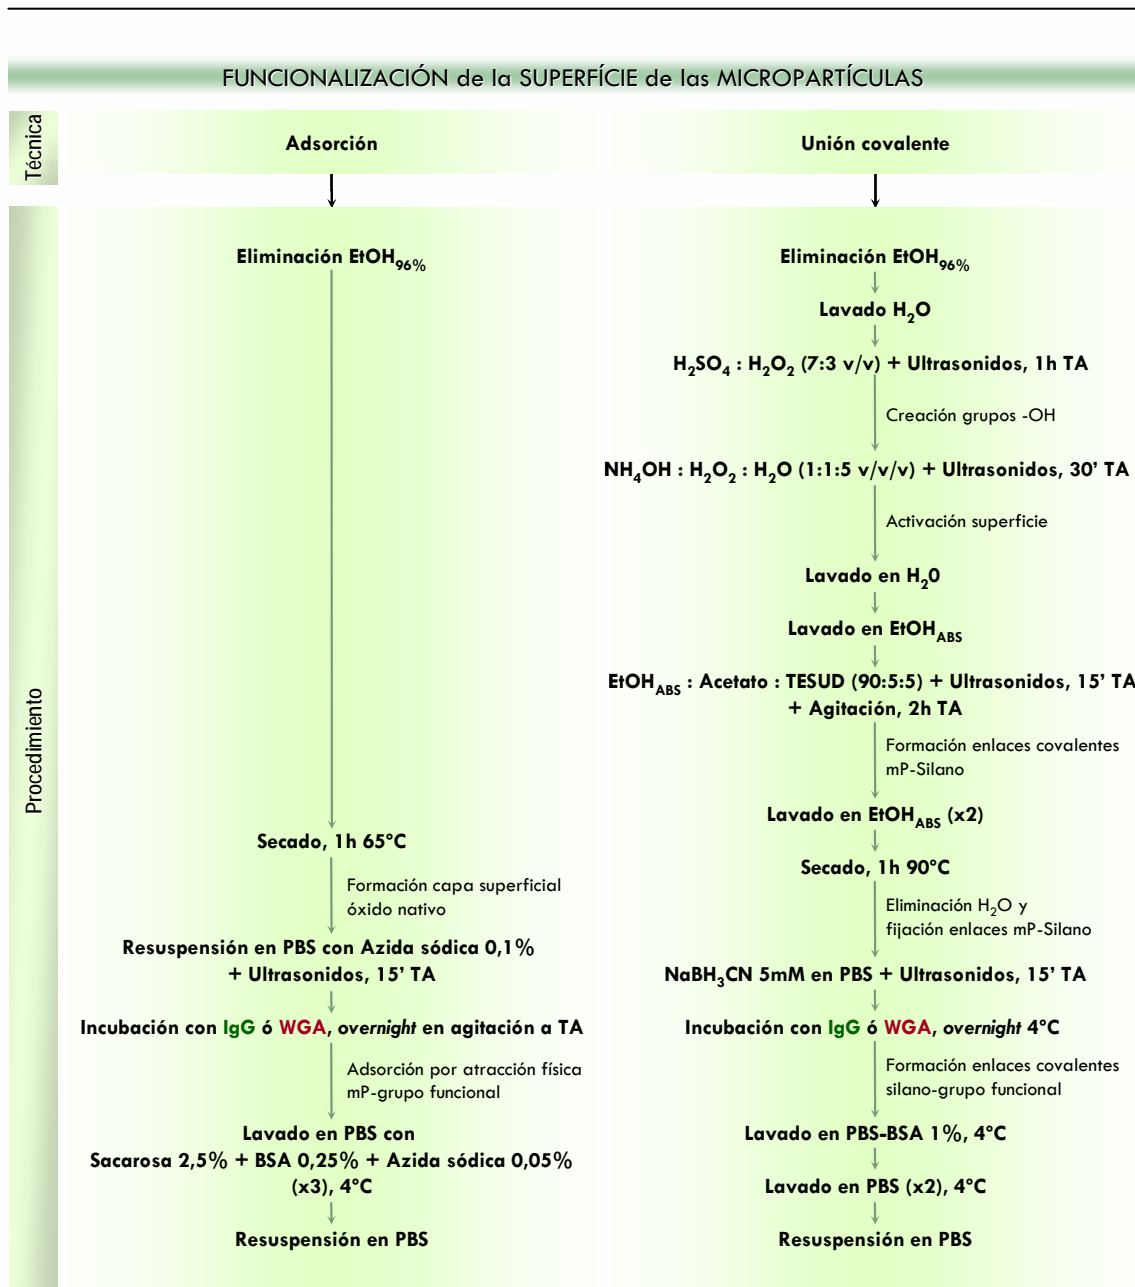 FUNCIONALIZACIÓN de la SUPERFÍCIE de las MICROPARTÍCULAS
Técnica
Adsorción
Unión covalente
Procedimiento
Eliminación EtOH96%
Secado, 1h 65ºC
Formación capa superficial
óxido nativo
Resuspensión en PBS con Azida sódica 0,1%
+ Ultrasonidos, 15’ TA
Incubación con IgG ó WGA, overnight en agitación a TA
Adsorción por atracción física
mP-grupo funcional
Lavado en PBS con
Sacarosa 2,5% + BSA 0,25% + Azida sódica 0,05%
(x3), 4ºC
Resuspensión en PBS
Eliminación EtOH96%
Lavado H2O
H2SO4 : H2O2 (7:3 v/v) + Ultrasonidos, 1h TA
Creación grupos -OH
NH4OH : H2O2 : H2O (1:1:5 v/v/v) + Ultrasonidos, 30’ TA
Activación superficie
Lavado en H20
Lavado en EtOHABS
EtOHABS : Acetato : TESUD (90:5:5) + Ultrasonidos, 15’ TA
+ Agitación, 2h TA
Formación enlaces covalentes
mP-Silano
Lavado en EtOHABS (x2)
Secado, 1h 90ºC
Eliminación H2O y
fijación enlaces mP-Silano
NaBH3CN 5mM en PBS + Ultrasonidos, 15’ TA
Incubación con IgG ó WGA, overnight 4ºC
Formación enlaces covalentes
silano-grupo funcional
Lavado en PBS-BSA 1%, 4ºC
Lavado en PBS (x2), 4ºC
Resuspensión en PBS